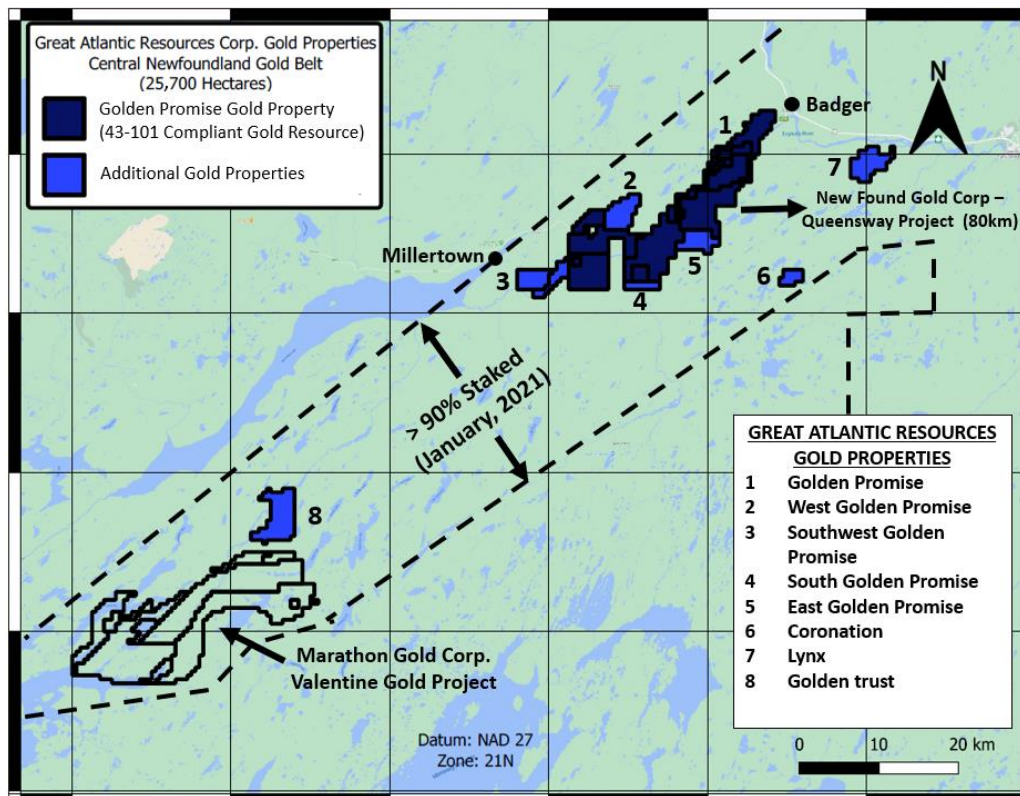 Great Atlantic Resources Corp. Gold Properties
Central Newfoundland Gold Belt
(25,700 Hectares)
Golden Promise Gold Property
(43-101 Compliant Gold Resource)
Additional Gold Properties
N
Badger
1
2
7
New Found Gold Corp –
Queensway Project (80km)
Millertown
3
4
5
6
> 90% Staked
(January, 2021)
8
Marathon Gold Corp.
Valentine Gold Project
GREAT ATLANTIC RESOURCES
GOLD PROPERTIES
1 Golden Promise
2 West Golden Promise
3 Southwest Golden
Promise
4 South Golden Promise
5 East Golden Promise
6 Coronation
7 Lynx
8 Golden trust
Datum: NAD 27
Zone: 21N
0 10 20 km